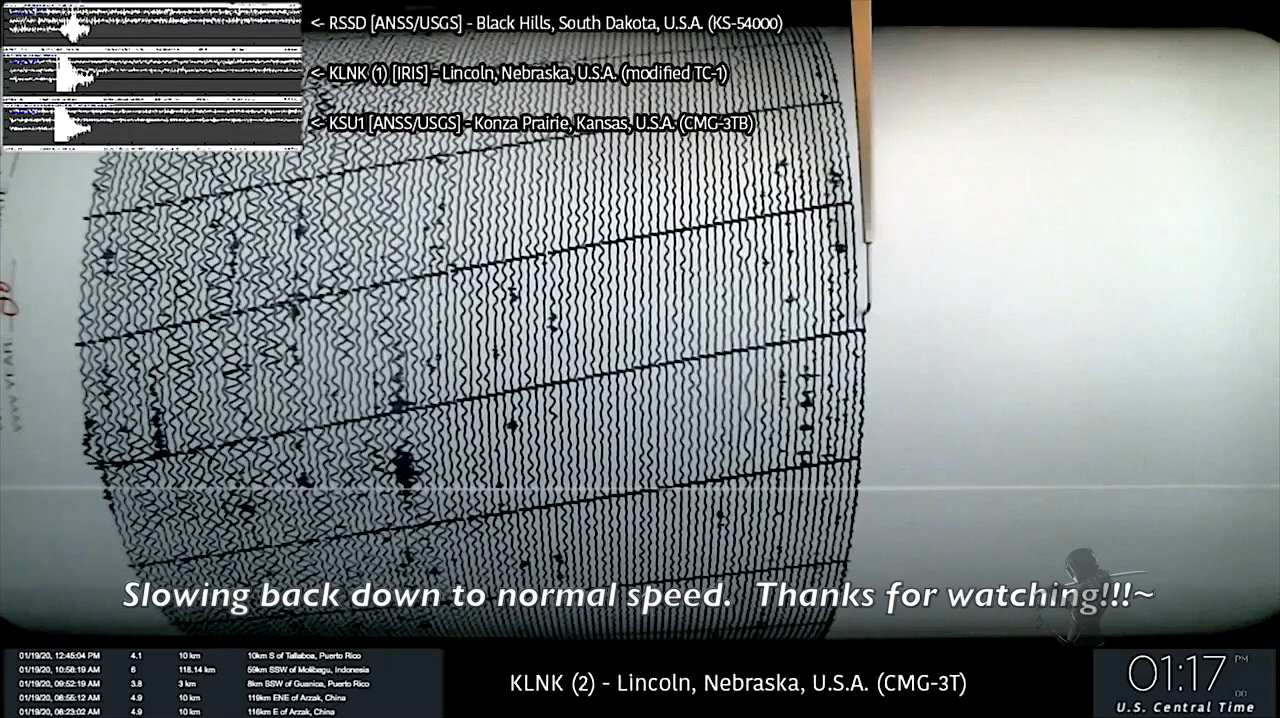 <- RSSD [ANSS/USGS] - Black Hills, South Dakota, U.S.A. (KS-54000)
<- KLNK (1) [IRIS] - Lincoln, Nebraska, U.S.A. (modified TC-1)
<- KSU1 [ANSS/USGS] - Konza Prairie, Kansas, U.S.A. (CMG-3TB)
Slowing back down to normal speed. Thanks for watching!!!~
01/19/20, 12:45:04 PM 4.1 10 km 10km S of Tallaboa, Puerto Rico
01/19/20, 10:58:19 AM 6 118.14 km 59km SSW of Molibagu, Indonesia
01/19/20, 09:52:19 AM 3.8 3 km 8km SSW of Guanica, Puerto Rico
01/19/20, 08:55:12 AM 4.9 10 km 119km ENE of Arzak, China
01/19/20, 08:23:02 AM 4.9 10 km 116km E of Arzak, China
KLNK (2) - Lincoln, Nebraska, U.S.A. (CMG-3T)
01:17 PM
00
U.S. Central Time